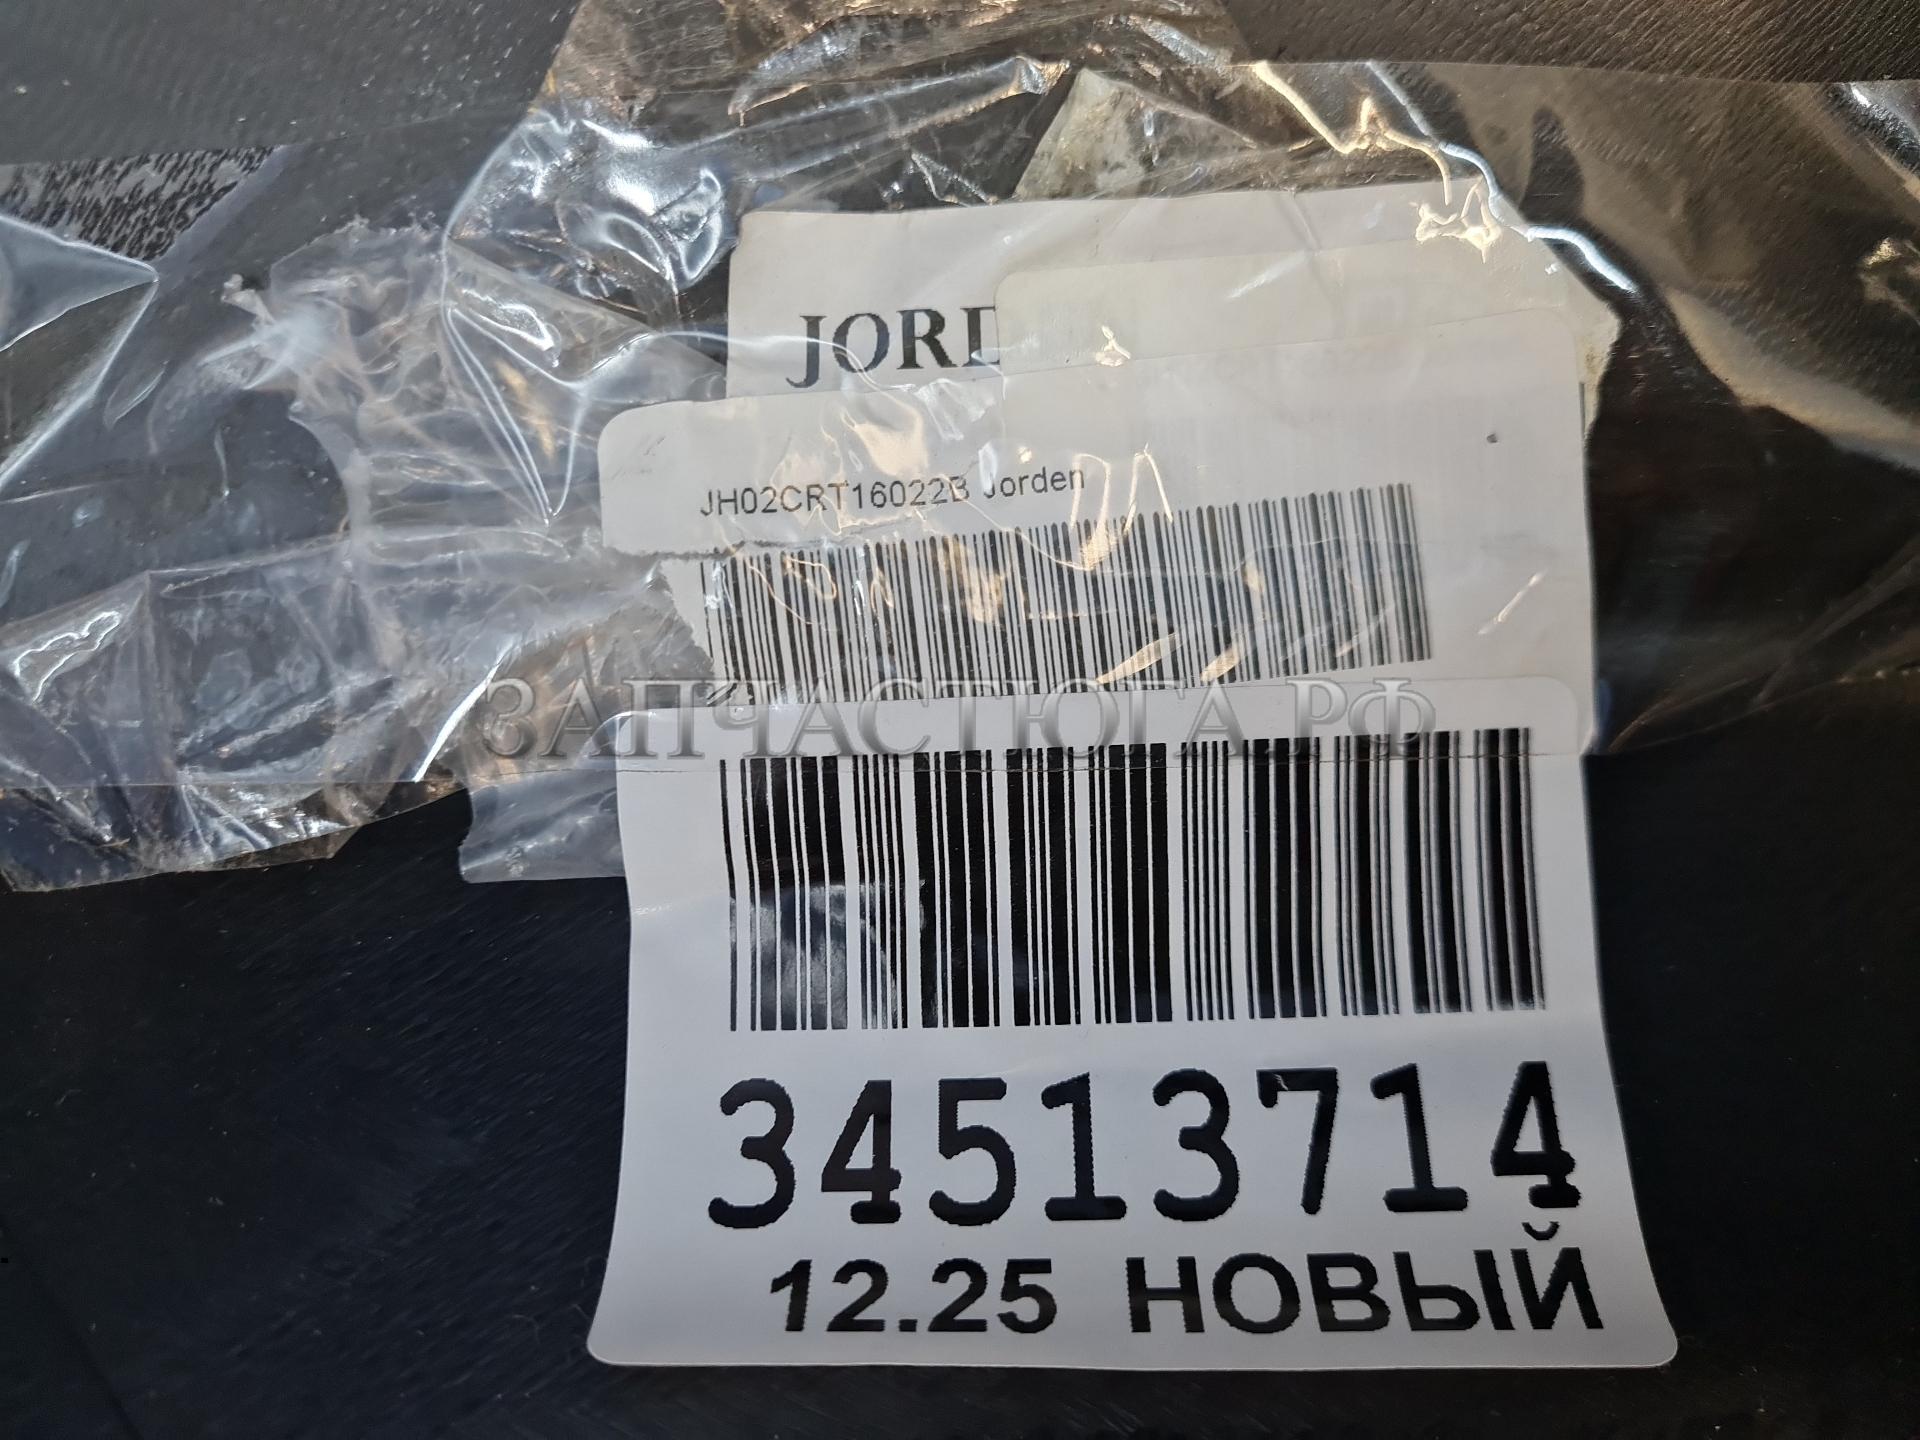 JORD
JH02CRT16022B Jorden
ЗАПЧАСТЮГА.РФ
34513714
12.25 НОВЫЙ